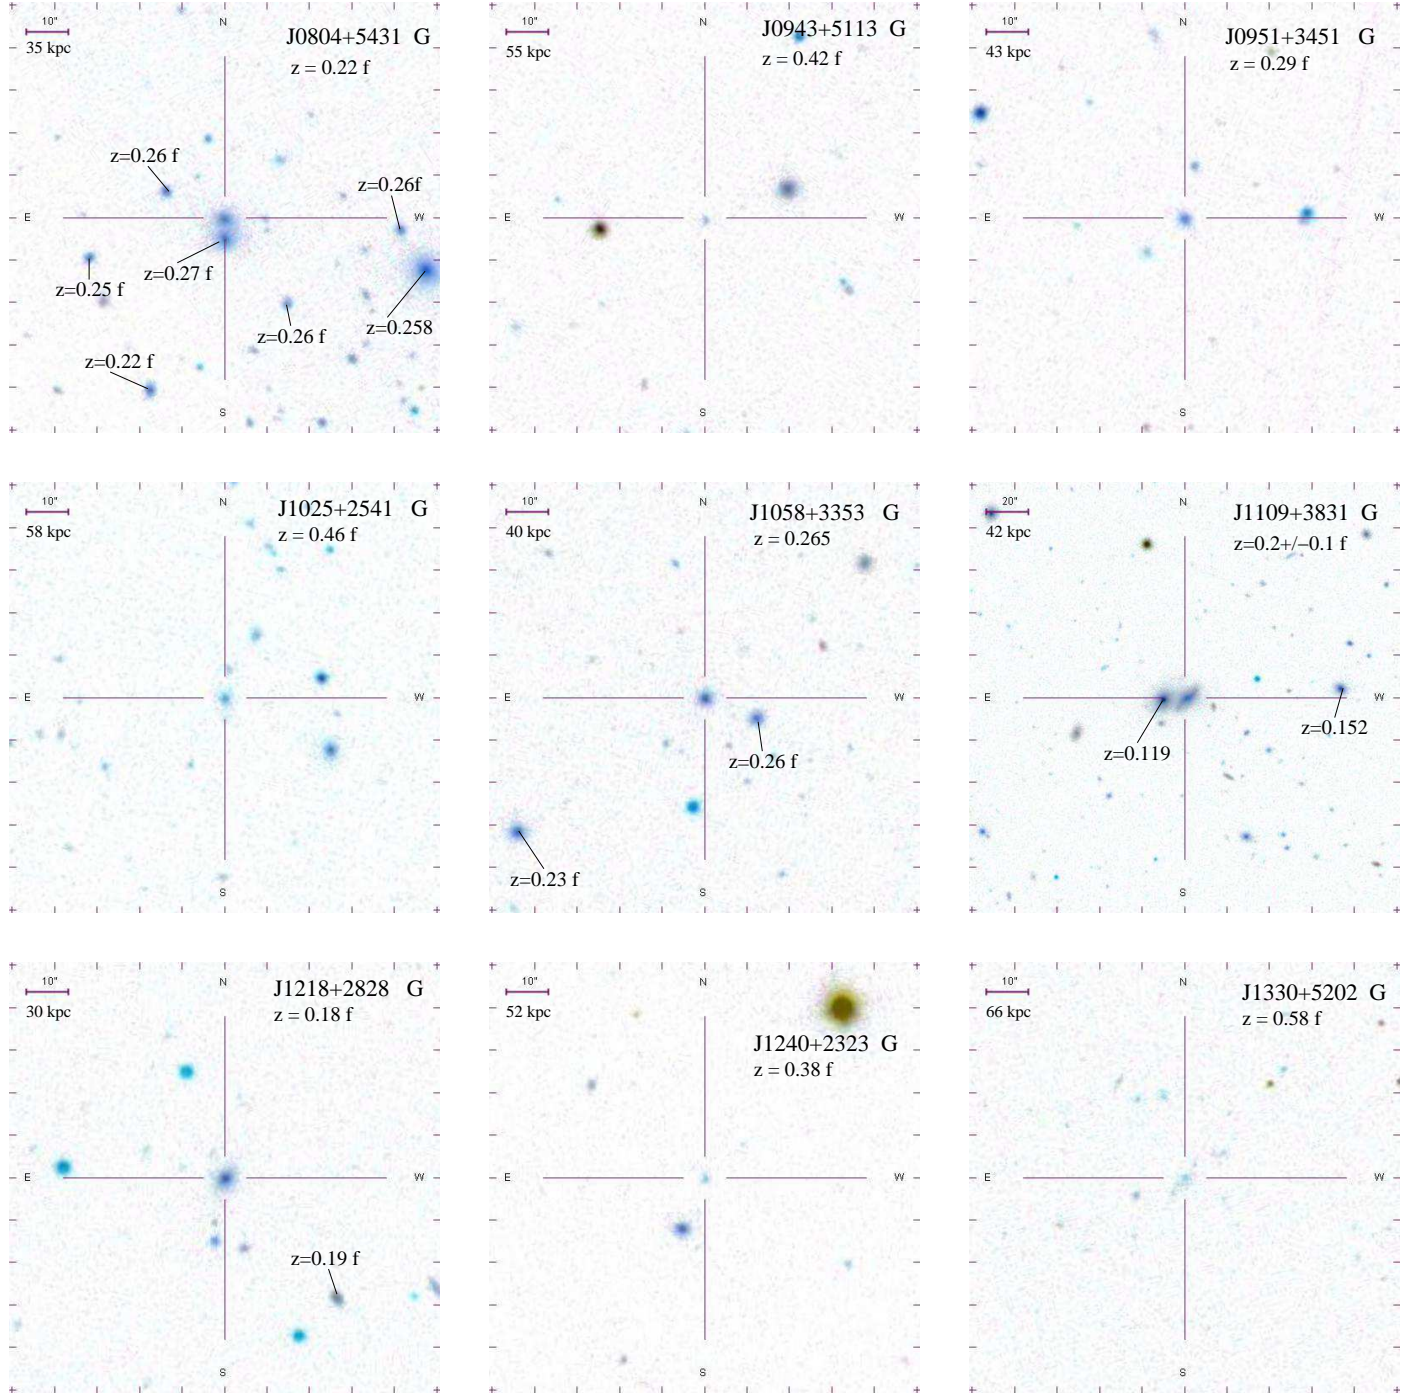 10" N J0804+5431 G
35 kpc z = 0.22 f
z=0.26 f
z=0.26f
E W
z=0.27 f
z=0.25 f
z=0.26 f z=0.258
z=0.22 f
S
10" N J0943+5113 G
55 kpc z = 0.42 f
E W
S
10" N J0951+3451 G
43 kpc z = 0.29 f
E W
S
10" N J1025+2541 G
58 kpc z = 0.46 f
E W
S
10" N J1058+3353 G
40 kpc z = 0.265
E W
z=0.26 f
z=0.23 f
S
20" N J1109+3831 G
42 kpc z=0.2+/−0.1 f
E W
z=0.152
z=0.119
S
10" N J1218+2828 G
30 kpc z = 0.18 f
E W
z=0.19 f
S
10" N
52 kpc
J1240+2323 G
z = 0.38 f
E W
S
10" N J1330+5202 G
66 kpc z = 0.58 f
E W
S